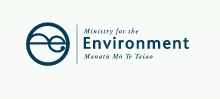 Ministry for the
Environment
Manatū Mō Te Taiao